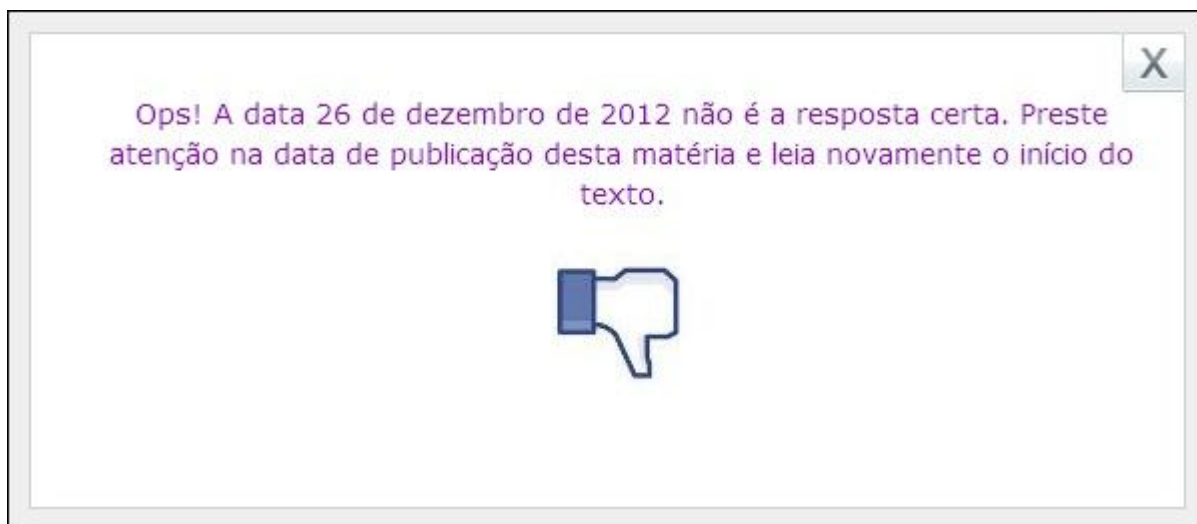 X
Ops! A data 26 de dezembro de 2012 não é a resposta certa. Preste
atenção na data de publicação desta matéria e leia novamente o início do
texto.